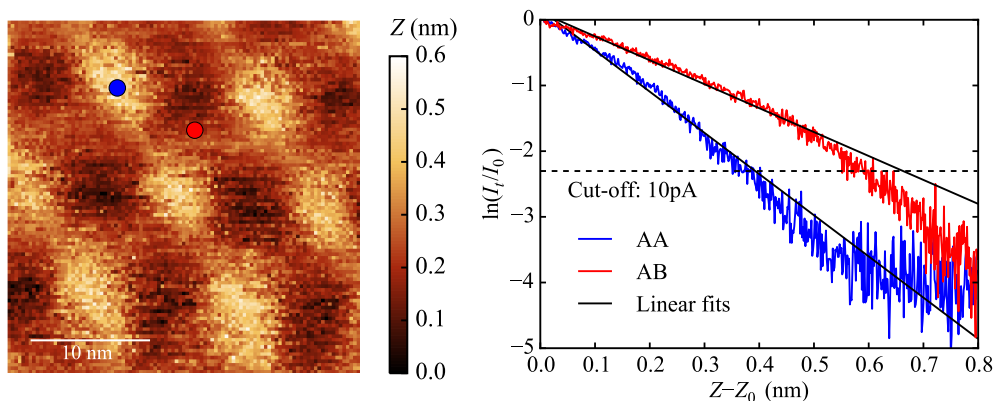 Z (nm)
0.6
0.5
0.4
0.3
0.2
0.1
0.0
10 nm
ln(I_t/I_0)
0
−1
−2
−3
−4
−5
Cut-off: 10pA
AA
AB
Linear fits
0.0 0.1 0.2 0.3 0.4 0.5 0.6 0.7 0.8
Z−Z_0 (nm)